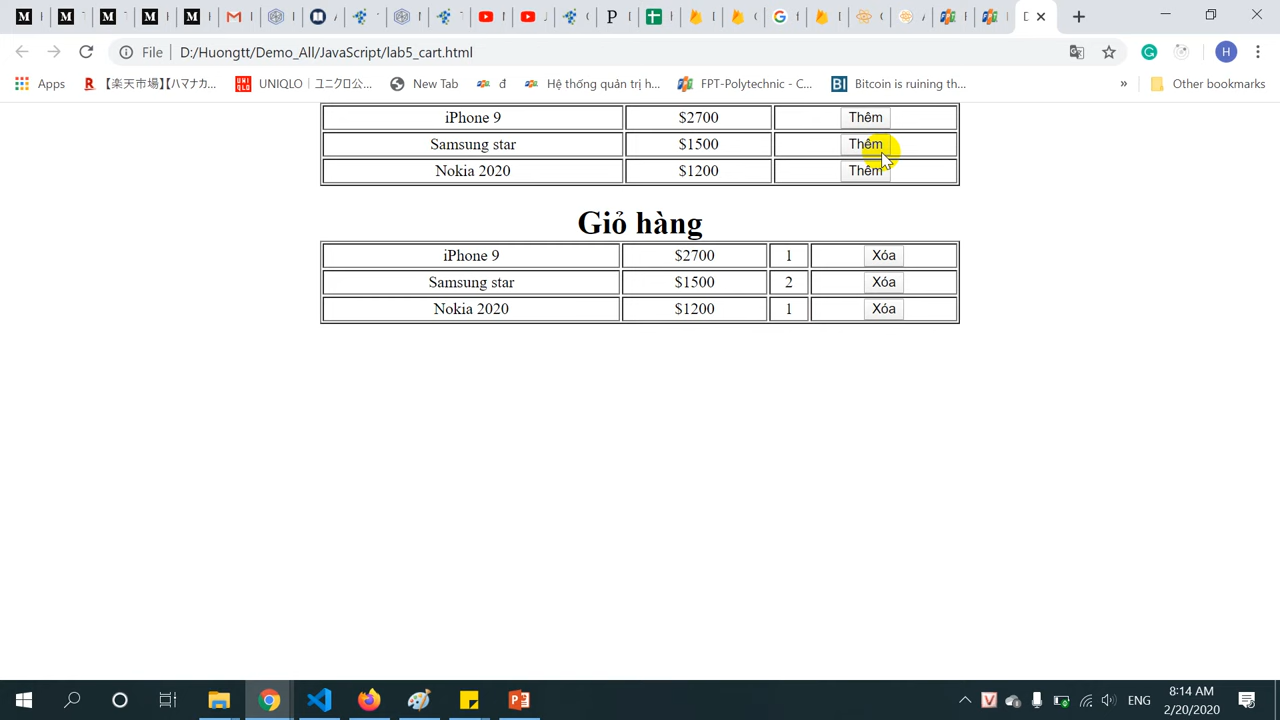 File D:/Huongtt/Demo_All/JavaScript/lab5_cart.html
Apps 【楽天市場】【ハマナカ... UNIQLO｜ユニクロ... New Tab đ Hệ thống quản trị h... FPT-Polytechnic - C... Bitcoin is ruining th... » Other bookmarks
iPhone 9 $2700 Thêm
Samsung star $1500 Thêm
Nokia 2020 $1200 Thêm
Giỏ hàng
iPhone 9 $2700 1 Xóa
Samsung star $1500 2 Xóa
Nokia 2020 $1200 1 Xóa
ENG
8:14 AM
2/20/2020